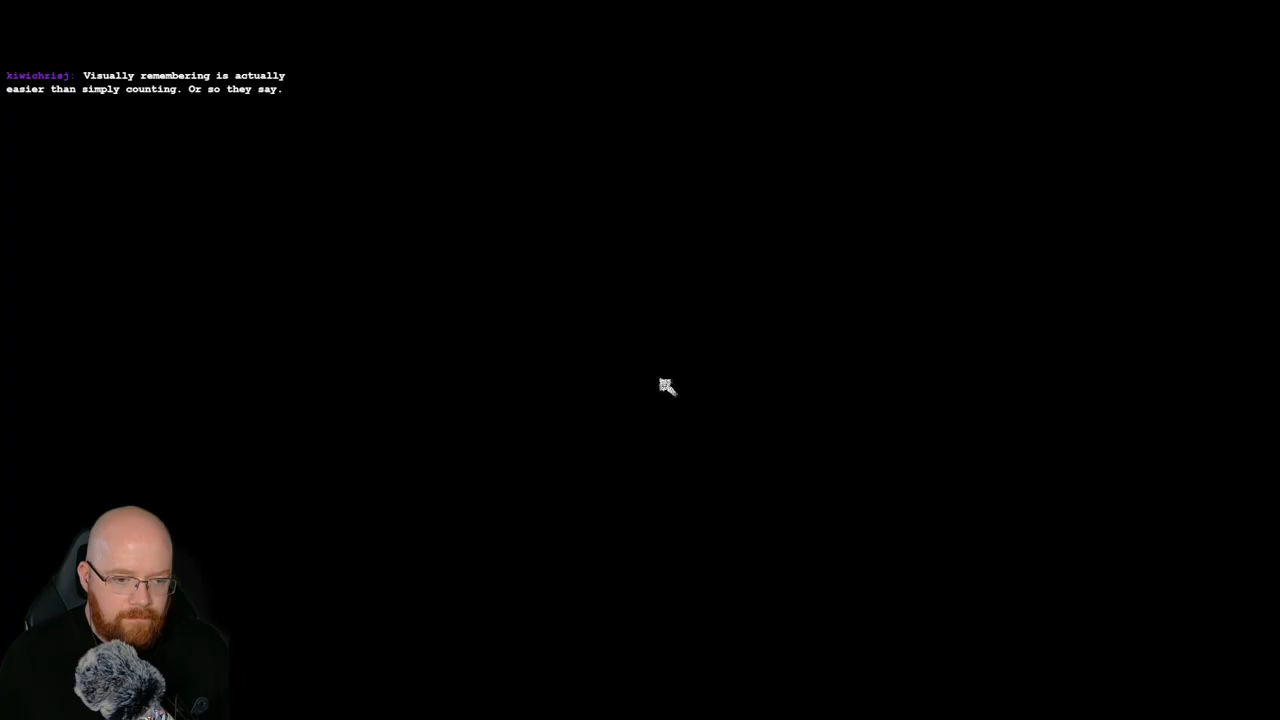 kiwichrisj: Visually remembering is actually
easier than simply counting. Or so they say.